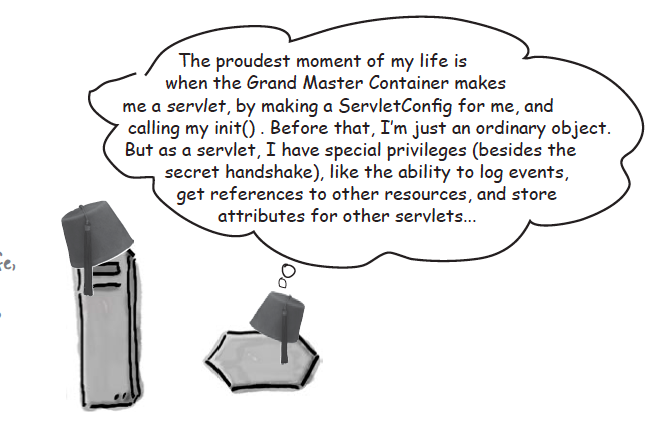 The proudest moment of my life is
when the Grand Master Container makes
me a servlet, by making a ServletConfig for me, and
calling my init() . Before that, I'm just an ordinary object.
But as a servlet, I have special privileges (besides the
secret handshake), like the ability to log events,
get references to other resources, and store
attributes for other servlets...